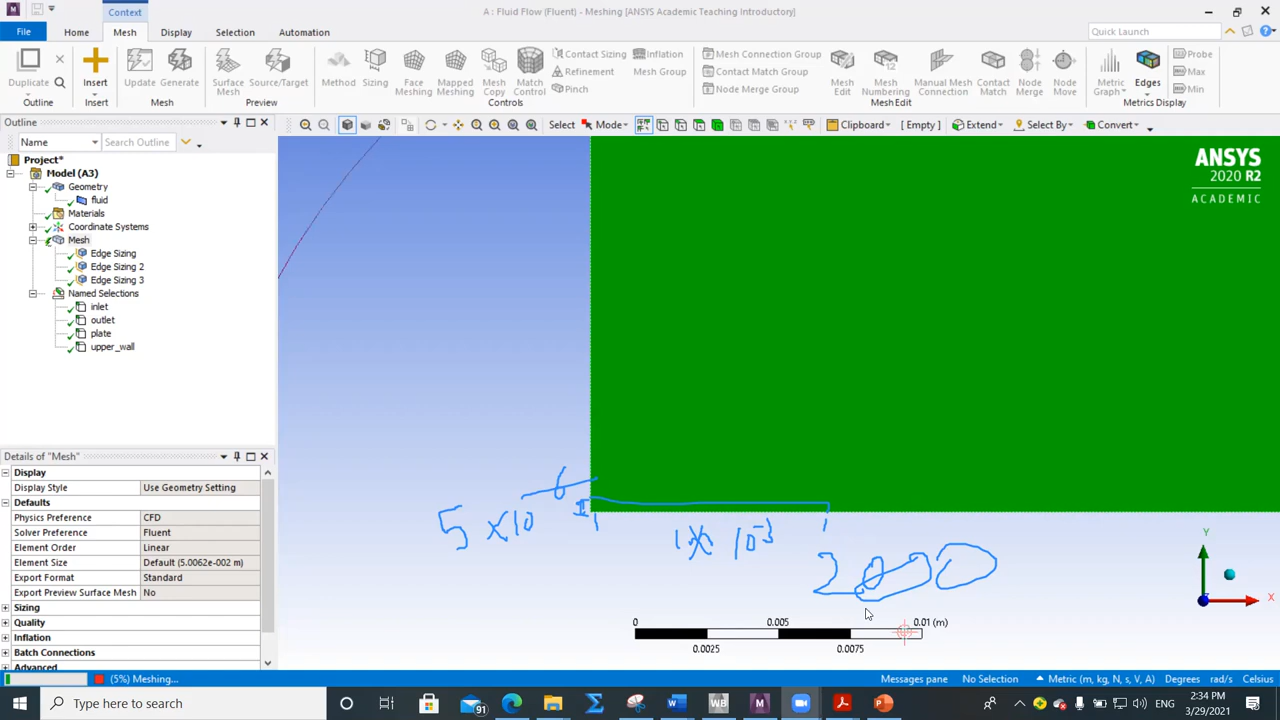 Context
A : Fluid Flow (Fluent) - Meshing [ANSYS Academic Teaching Introductory]
File Home Mesh Display Selection Automation Quick Launch
Duplicate Insert Update Generate Surface Mesh Source/Target Method Sizing Face Meshing Mapped Meshing Mesh Copy Match Control Contact Sizing Refinement Pinch Inflation Mesh Group Mesh Connection Group Contact Match Group Node Merge Group Mesh Edit Mesh Numbering Manual Mesh Connection Contact Match Node Merge Node Move Metric Graph Edges Probe Max Min
Outline Insert Mesh Preview Controls Mesh Edit Metrics Display
Outline
Select Mode Clipboard [ Empty ] Extend Select By Convert
Name Search Outline
Project*
Model (A3)
Geometry
fluid
Materials
Coordinate Systems
Mesh
Edge Sizing
Edge Sizing 2
Edge Sizing 3
Named Selections
inlet
outlet
plate
upper_wall
ANSYS
2020 R2
ACADEMIC
Details of "Mesh"
Display
Display Style Use Geometry Setting
Defaults
Physics Preference CFD
Solver Preference Fluent
Element Order Linear
Element Size Default (5.0062e-002 m)
Export Format Standard
Export Preview Surface Mesh No
Sizing
Quality
Inflation
Batch Connections
Advanced
5 ×10
1× 10⁻³
2000
Y
X
0 0.005 0.01 (m)
0.0025 0.0075
(5%) Meshing... Messages pane No Selection Metric (m, kg, N, s, V, A) Degrees rad/s Celsius
Type here to search 91 WB ENG 2:34 PM
3/29/2021